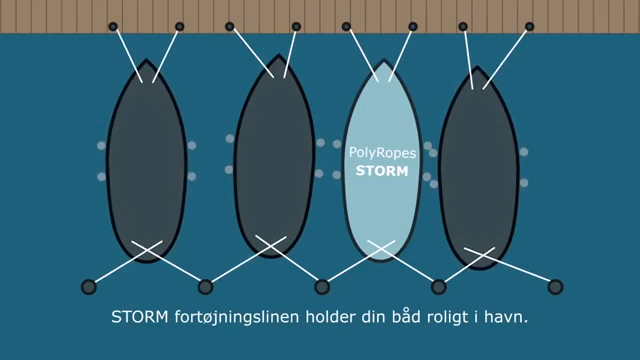 PolyRopes
STORM
STORM fortøjningslinen holder din båd roligt i havn.